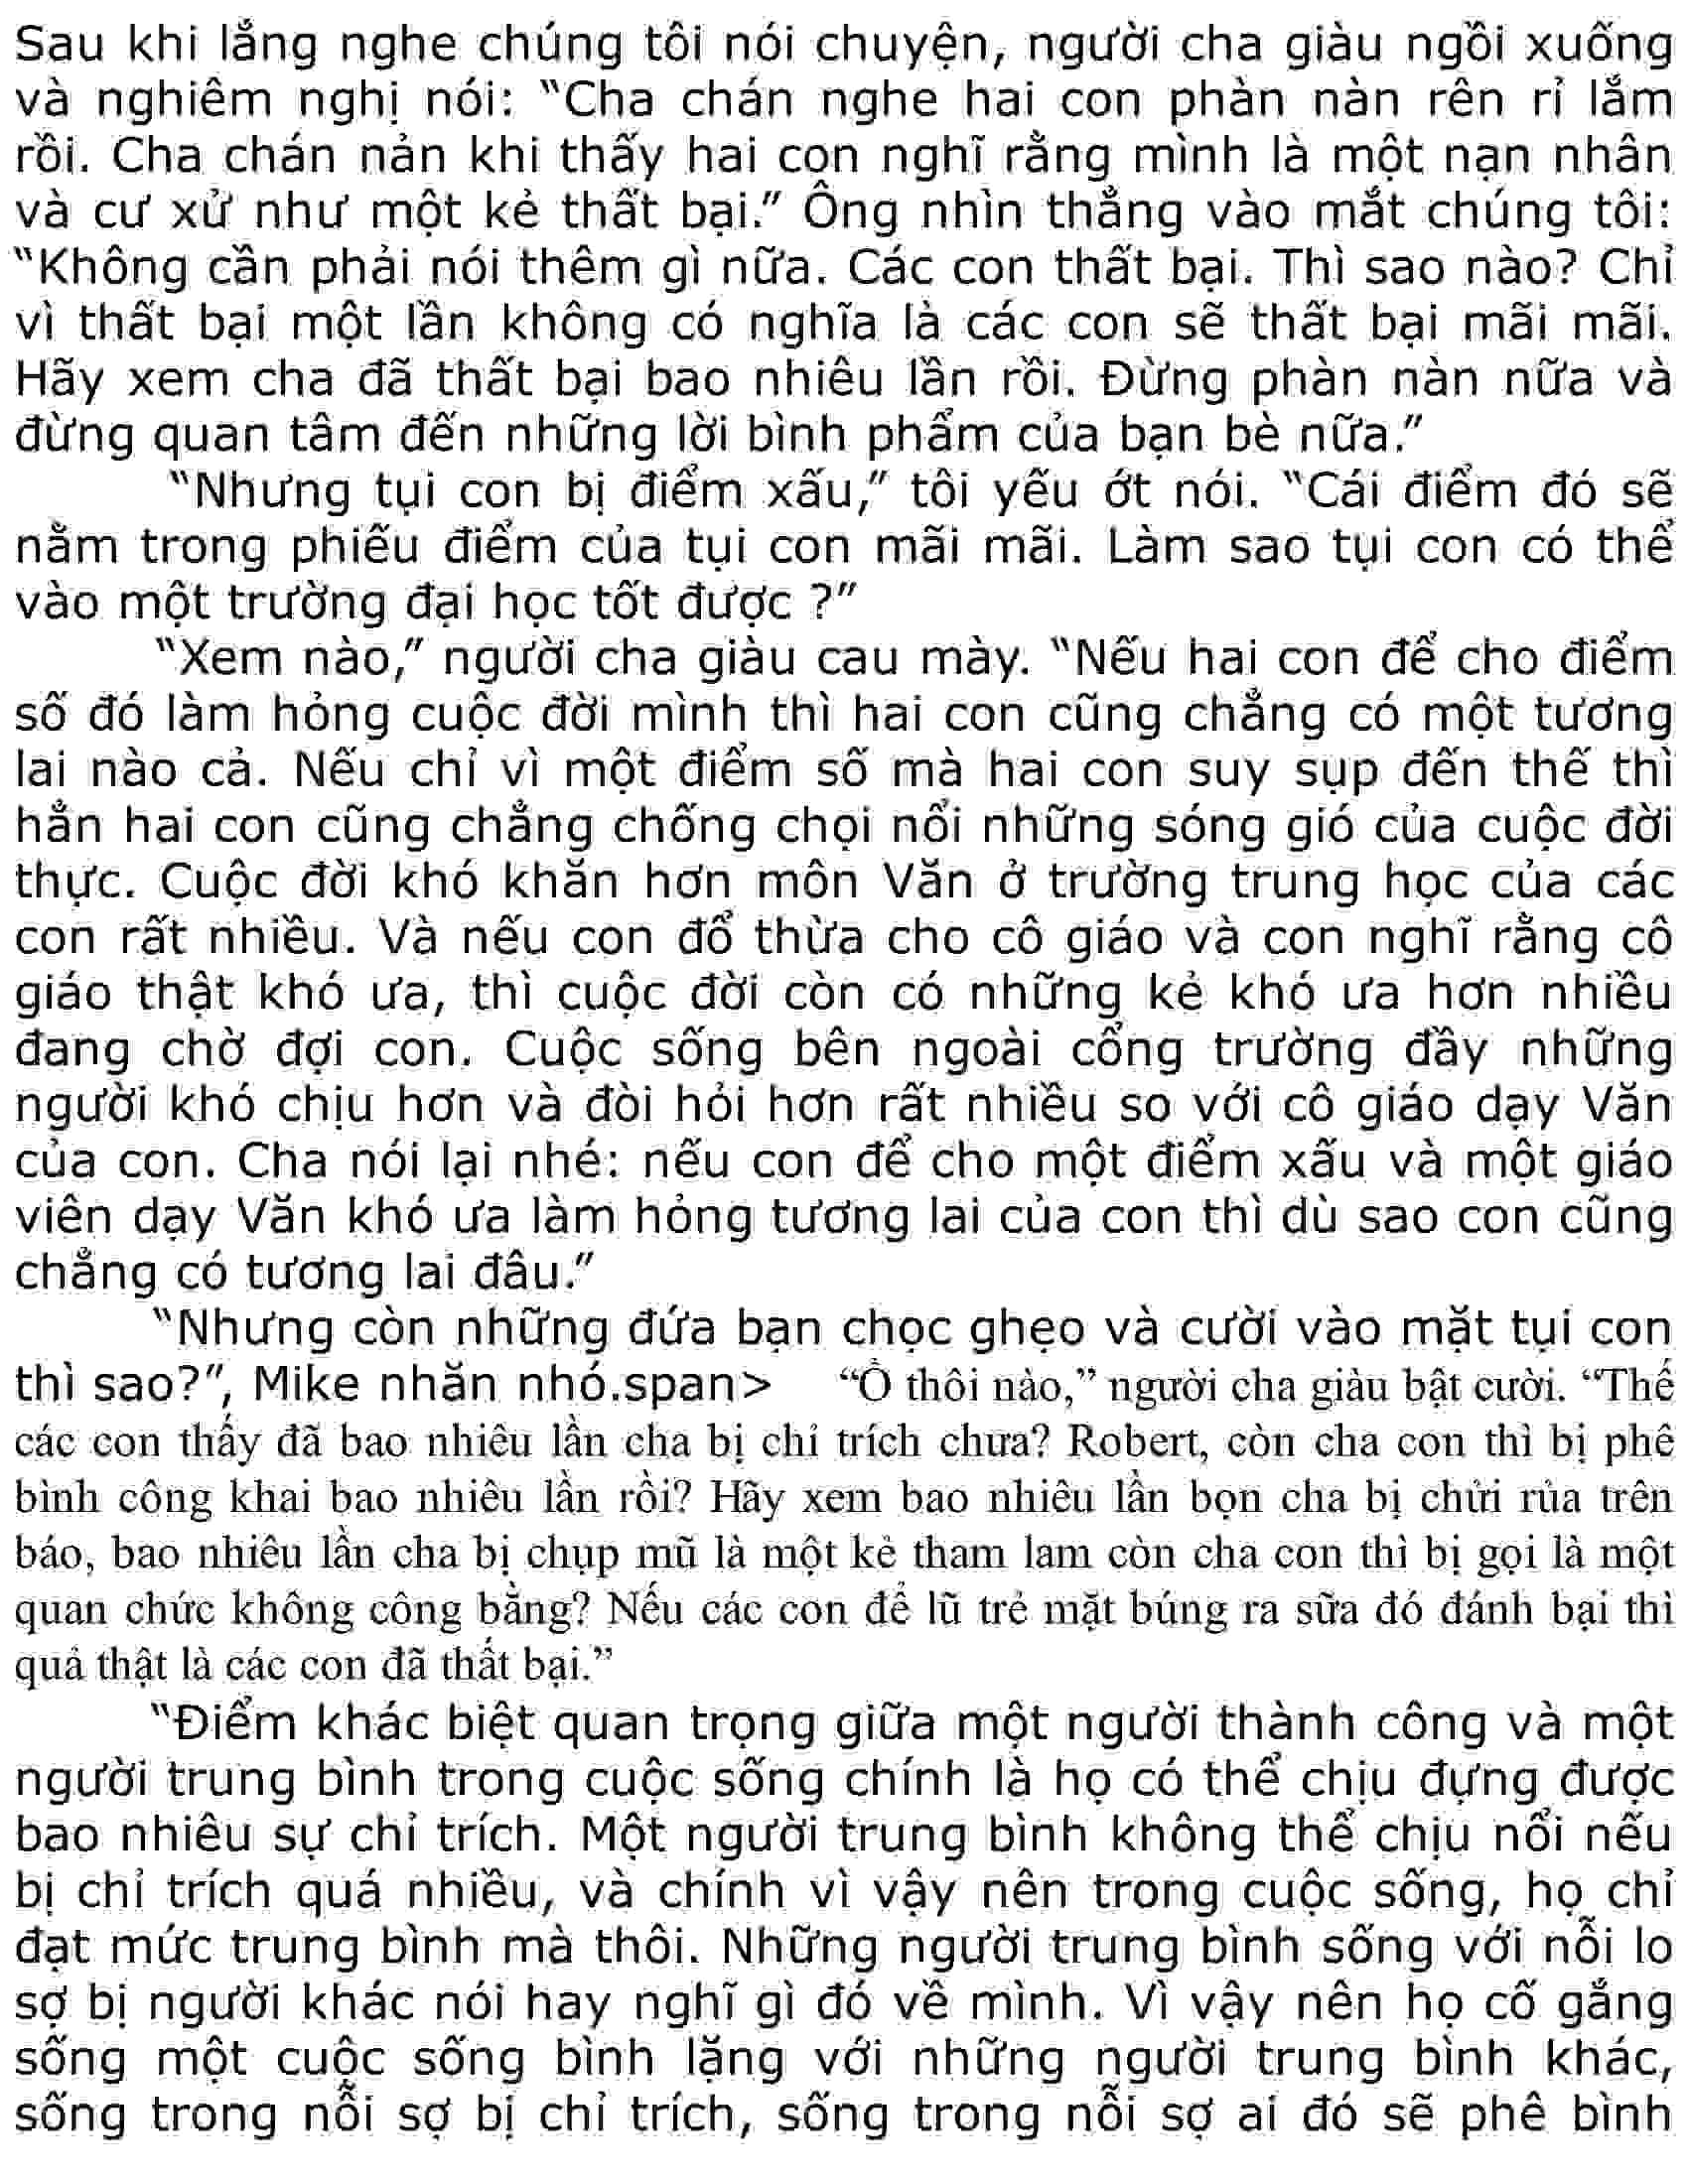 Sau khi lắng nghe chúng tôi nói chuyện, người cha giàu ngồi xuống
và nghiêm nghị nói: “Cha chán nghe hai con phàn nàn rên rỉ lắm
rồi. Cha chán nản khi thấy hai con nghĩ rằng mình là một nạn nhân
và cư xử như một kẻ thất bại.” Ông nhìn thẳng vào mắt chúng tôi:
“Không cần phải nói thêm gì nữa. Các con thất bại. Thì sao nào? Chỉ
vì thất bại một lần không có nghĩa là các con sẽ thất bại mãi mãi.
Hãy xem cha đã thất bại bao nhiêu lần rồi. Đừng phàn nàn nữa và
đừng quan tâm đến những lời bình phẩm của bạn bè nữa.”
“Nhưng tụi con bị điểm xấu,” tôi yếu ớt nói. “Cái điểm đó sẽ
nằm trong phiếu điểm của tụi con mãi mãi. Làm sao tụi con có thể
vào một trường đại học tốt được ?”
“Xem nào,” người cha giàu cau mày. “Nếu hai con để cho điểm
số đó làm hỏng cuộc đời mình thì hai con cũng chẳng có một tương
lai nào cả. Nếu chỉ vì một điểm số mà hai con suy sụp đến thế thì
hẳn hai con cũng chẳng chống chọi nổi những sóng gió của cuộc đời
thực. Cuộc đời khó khăn hơn môn Văn ở trường trung học của các
con rất nhiều. Và nếu con đổ thừa cho cô giáo và con nghĩ rằng cô
giáo thật khó ưa, thì cuộc đời còn có những kẻ khó ưa hơn nhiều
đang chờ đợi con. Cuộc sống bên ngoài cổng trường đầy những
người khó chịu hơn và đòi hỏi hơn rất nhiều so với cô giáo dạy Văn
của con. Cha nói lại nhé: nếu con để cho một điểm xấu và một giáo
viên dạy Văn khó ưa làm hỏng tương lai của con thì dù sao con cũng
chẳng có tương lai đâu.”
“Nhưng còn những đứa bạn chọc ghẹo và cười vào mặt tụi con
thì sao?”, Mike nhăn nhó.span> “Ồ thôi nào,” người cha giàu bật cười. “Thế
các con thấy đã bao nhiêu lần cha bị chỉ trích chưa? Robert, còn cha con thì bị phê
bình công khai bao nhiêu lần rồi? Hãy xem bao nhiêu lần bọn cha bị chửi rủa trên
báo, bao nhiêu lần cha bị chụp mũ là một kẻ tham lam còn cha con thì bị gọi là một
quan chức không công bằng? Nếu các con để lũ trẻ mặt búng ra sữa đó đánh bại thì
quả thật là các con đã thất bại.”
“Điểm khác biệt quan trọng giữa một người thành công và một
người trung bình trong cuộc sống chính là họ có thể chịu đựng được
bao nhiêu sự chỉ trích. Một người trung bình không thể chịu nổi nếu
bị chỉ trích quá nhiều, và chính vì vậy nên trong cuộc sống, họ chỉ
đạt mức trung bình mà thôi. Những người trung bình sống với nỗi lo
sợ bị người khác nói hay nghĩ gì đó về mình. Vì vậy nên họ cố gắng
sống một cuộc sống bình lặng với những người trung bình khác,
sống trong nỗi sợ bị chỉ trích, sống trong nỗi sợ ai đó sẽ phê bình